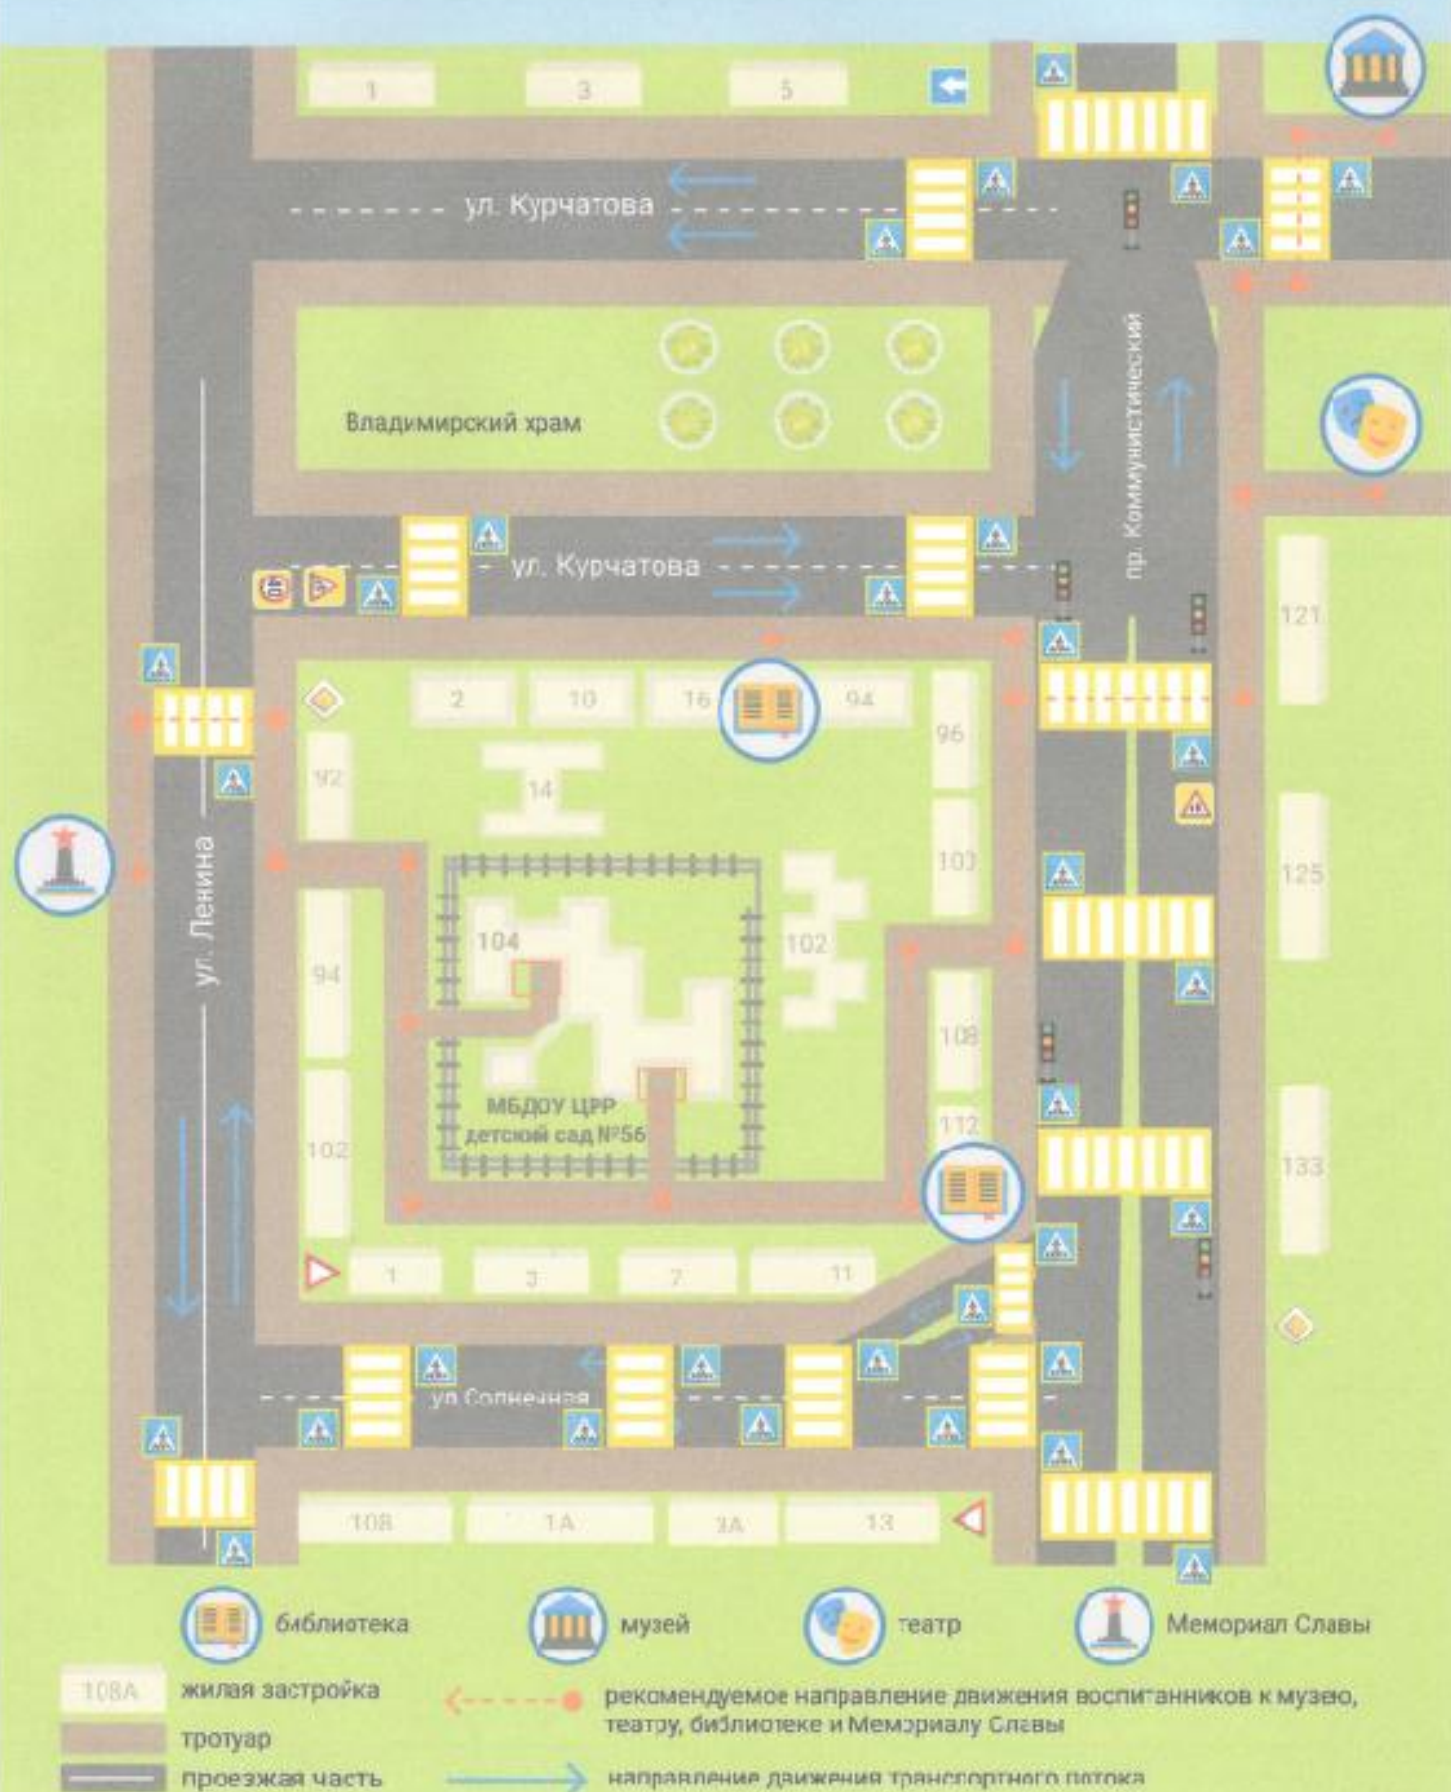 1
3
5
ул. Курчатова
пр. Коммунистический
Владимирский храм
ул. Курчатова
121
2
10
16
94
96
92
14
103
125
ул. Ленина
104
102
94
108
МБДОУ ЦРР
детский сад №56
112
102
133
1
3
7
11
ул Солнечная
108
1А
3А
13
библиотека
музей
театр
Мемориал Славы
108А
жилая застройка
рекомендуемое направление движения воспитанников к музею,
театру, библиотеке и Мемориалу Славы
тротуар
проезжая часть
направление движения транспортного потока